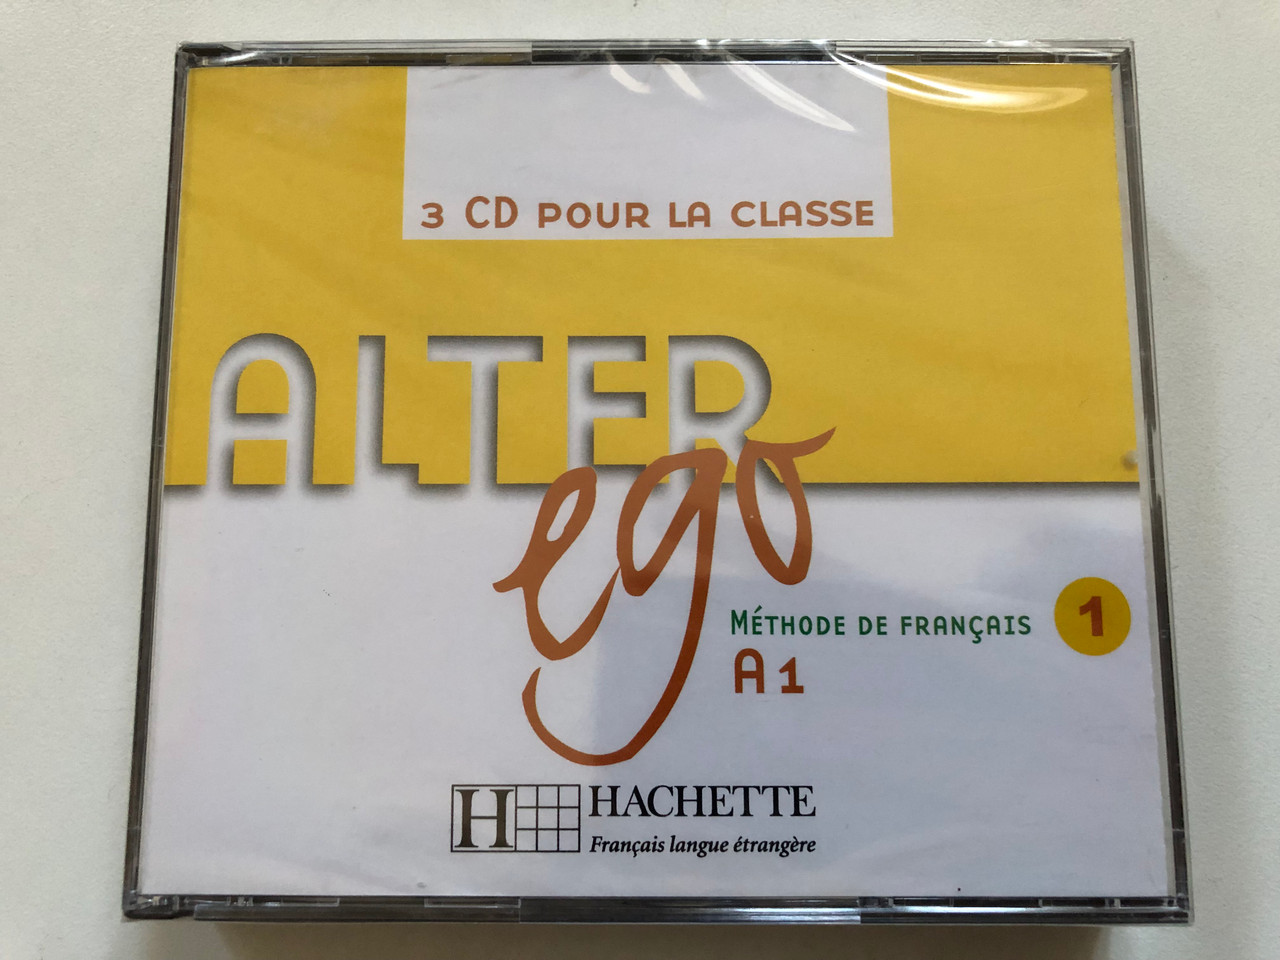 3 CD POUR LA CLASSE
ALTER
ego
MÉTHODE DE FRANÇAIS 1
A1
H HACHETTE
Français langue étrangère